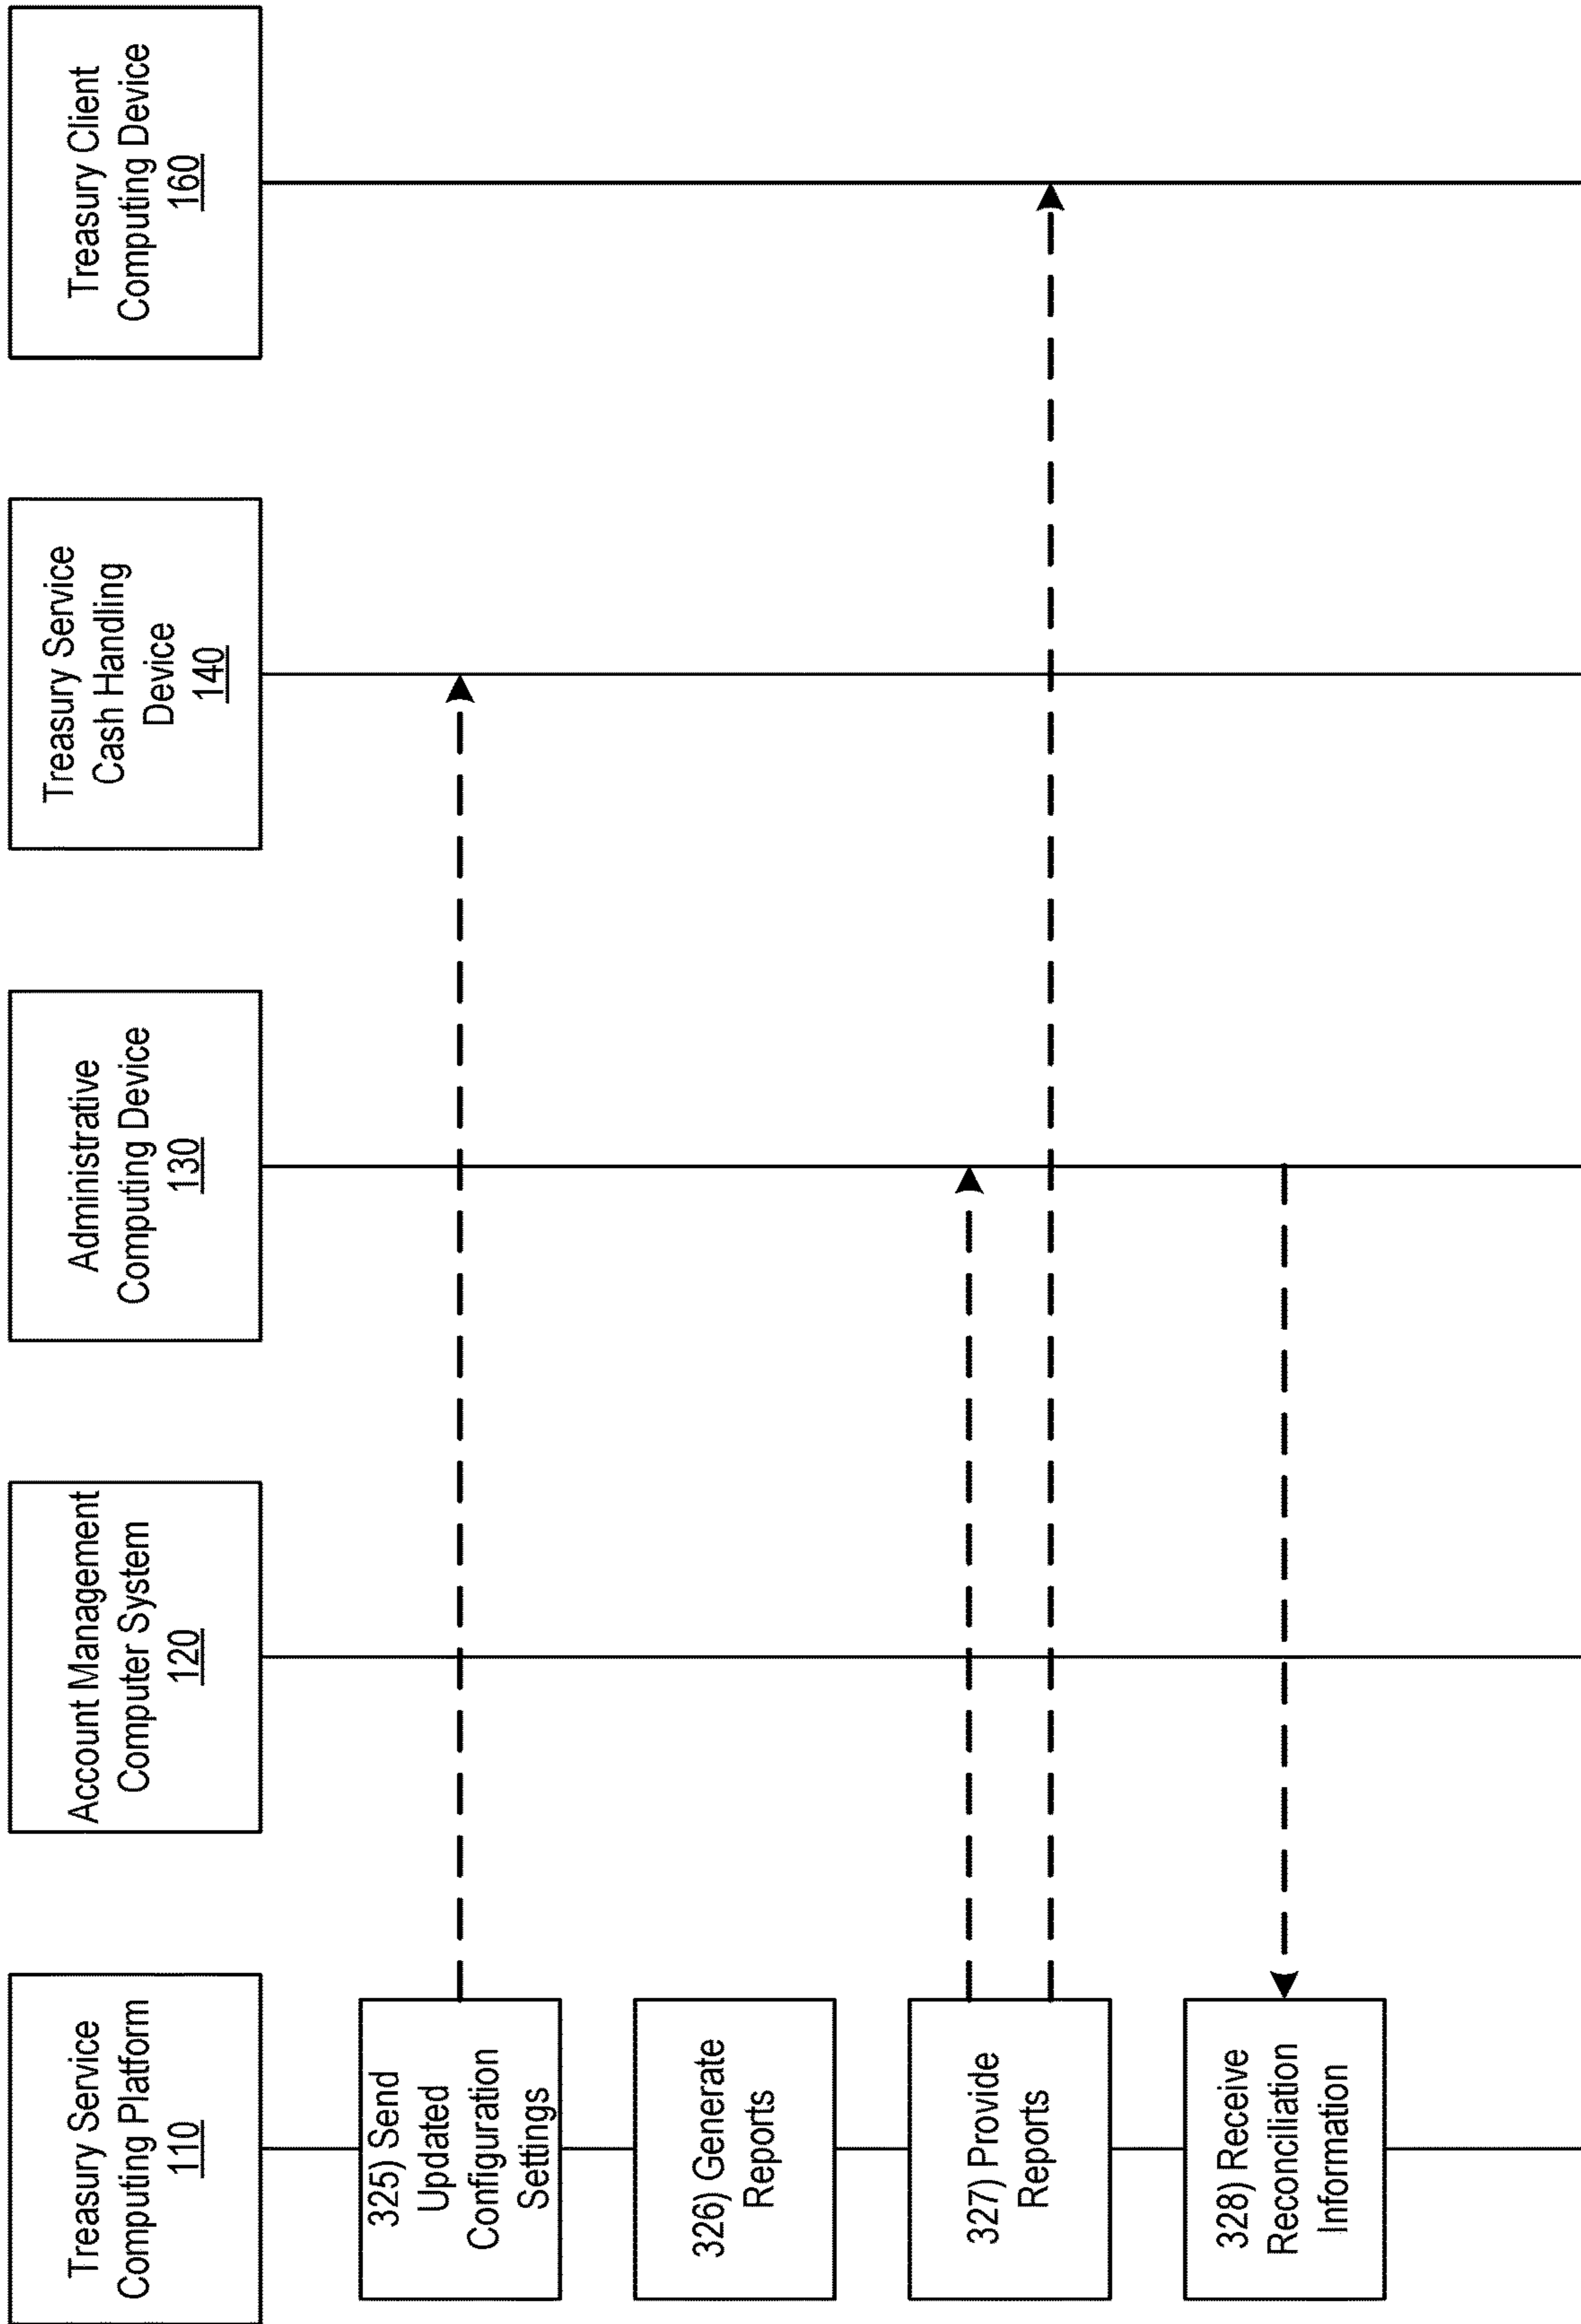 Treasury Service
Computing Platform
110
Account Management
Computer System
120
Administrative
Computing Device
130
Treasury Service
Cash Handling
Device
140
Treasury Client
Computing Device
160
325) Send
Updated
Configuration
Settings
326) Generate
Reports
327) Provide
Reports
328) Receive
Reconciliation
Information